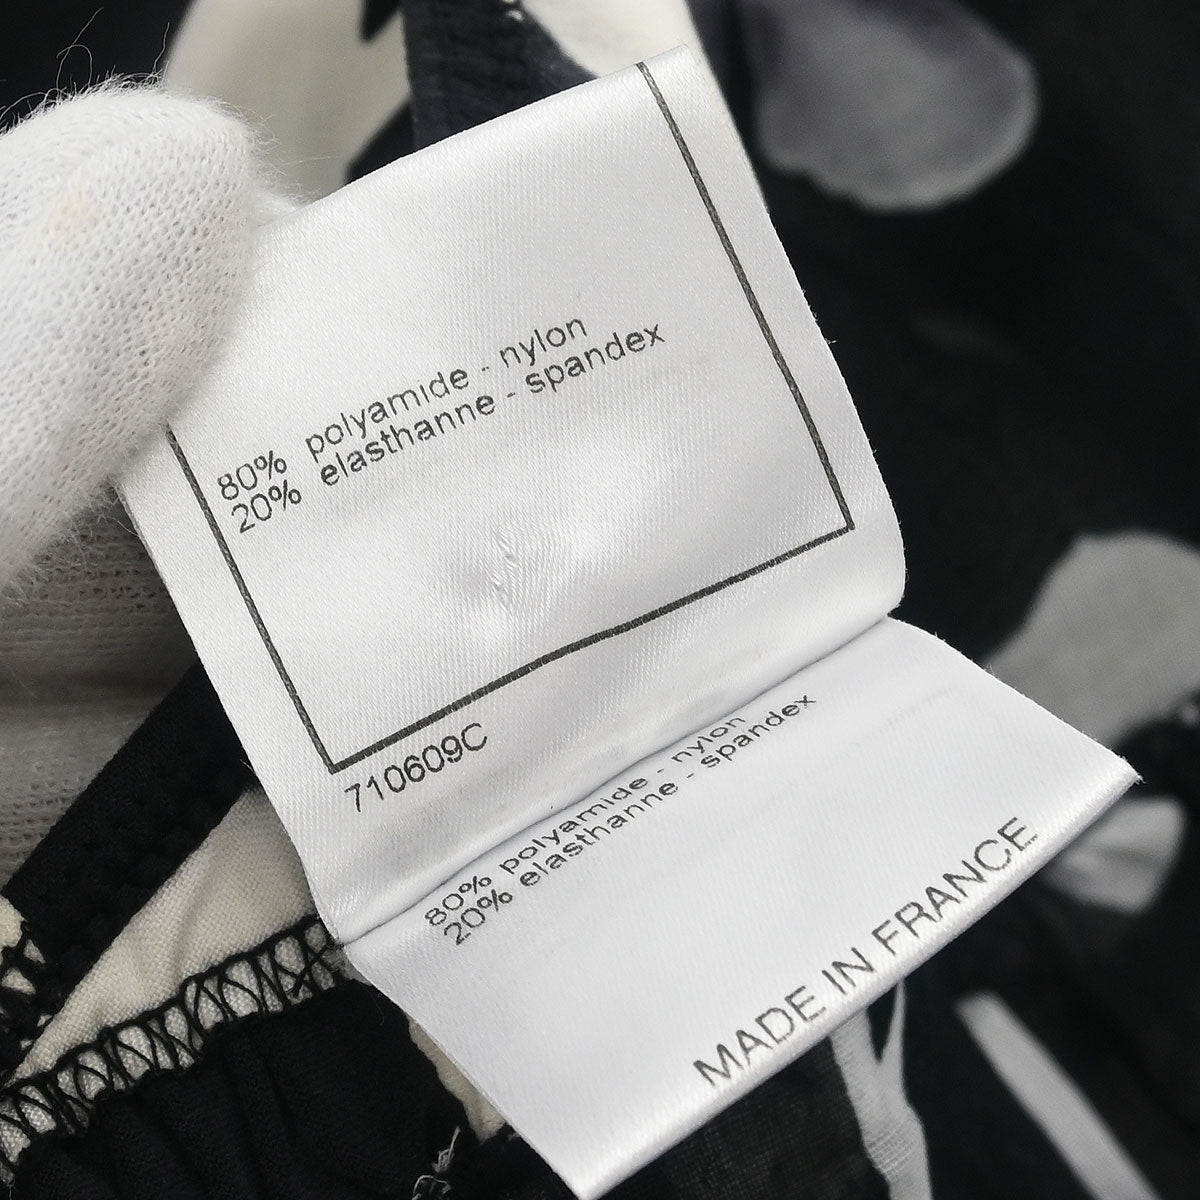 80% polyamide - nylon
20% elasthanne - spandex
710609C
80% polyamide - nylon
20% elasthanne - spandex
MADE IN FRANCE